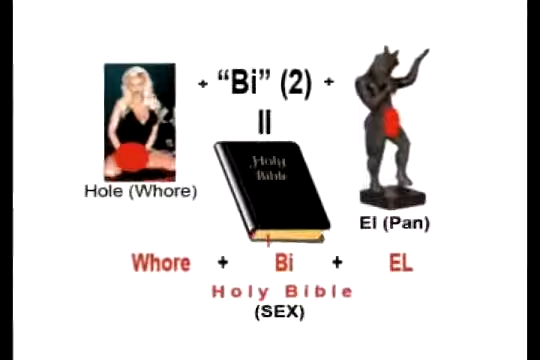 + “Bi” (2) +
=
Holy
Bible
Hole (Whore)
El (Pan)
Whore + Bi + EL
Holy Bible
(SEX)